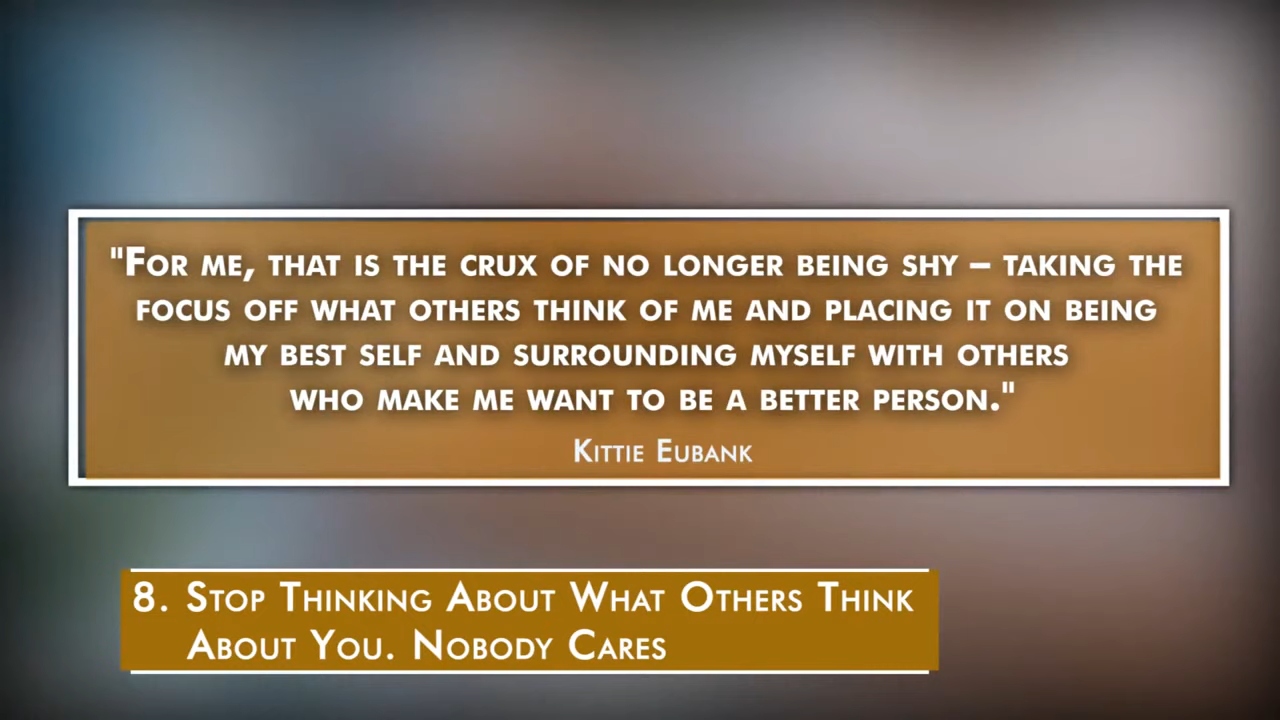 "For me, that is the crux of no longer being shy – taking the
focus off what others think of me and placing it on being
my best self and surrounding myself with others
who make me want to be a better person."
Kittie Eubank
8. Stop Thinking About What Others Think
About You. Nobody Cares